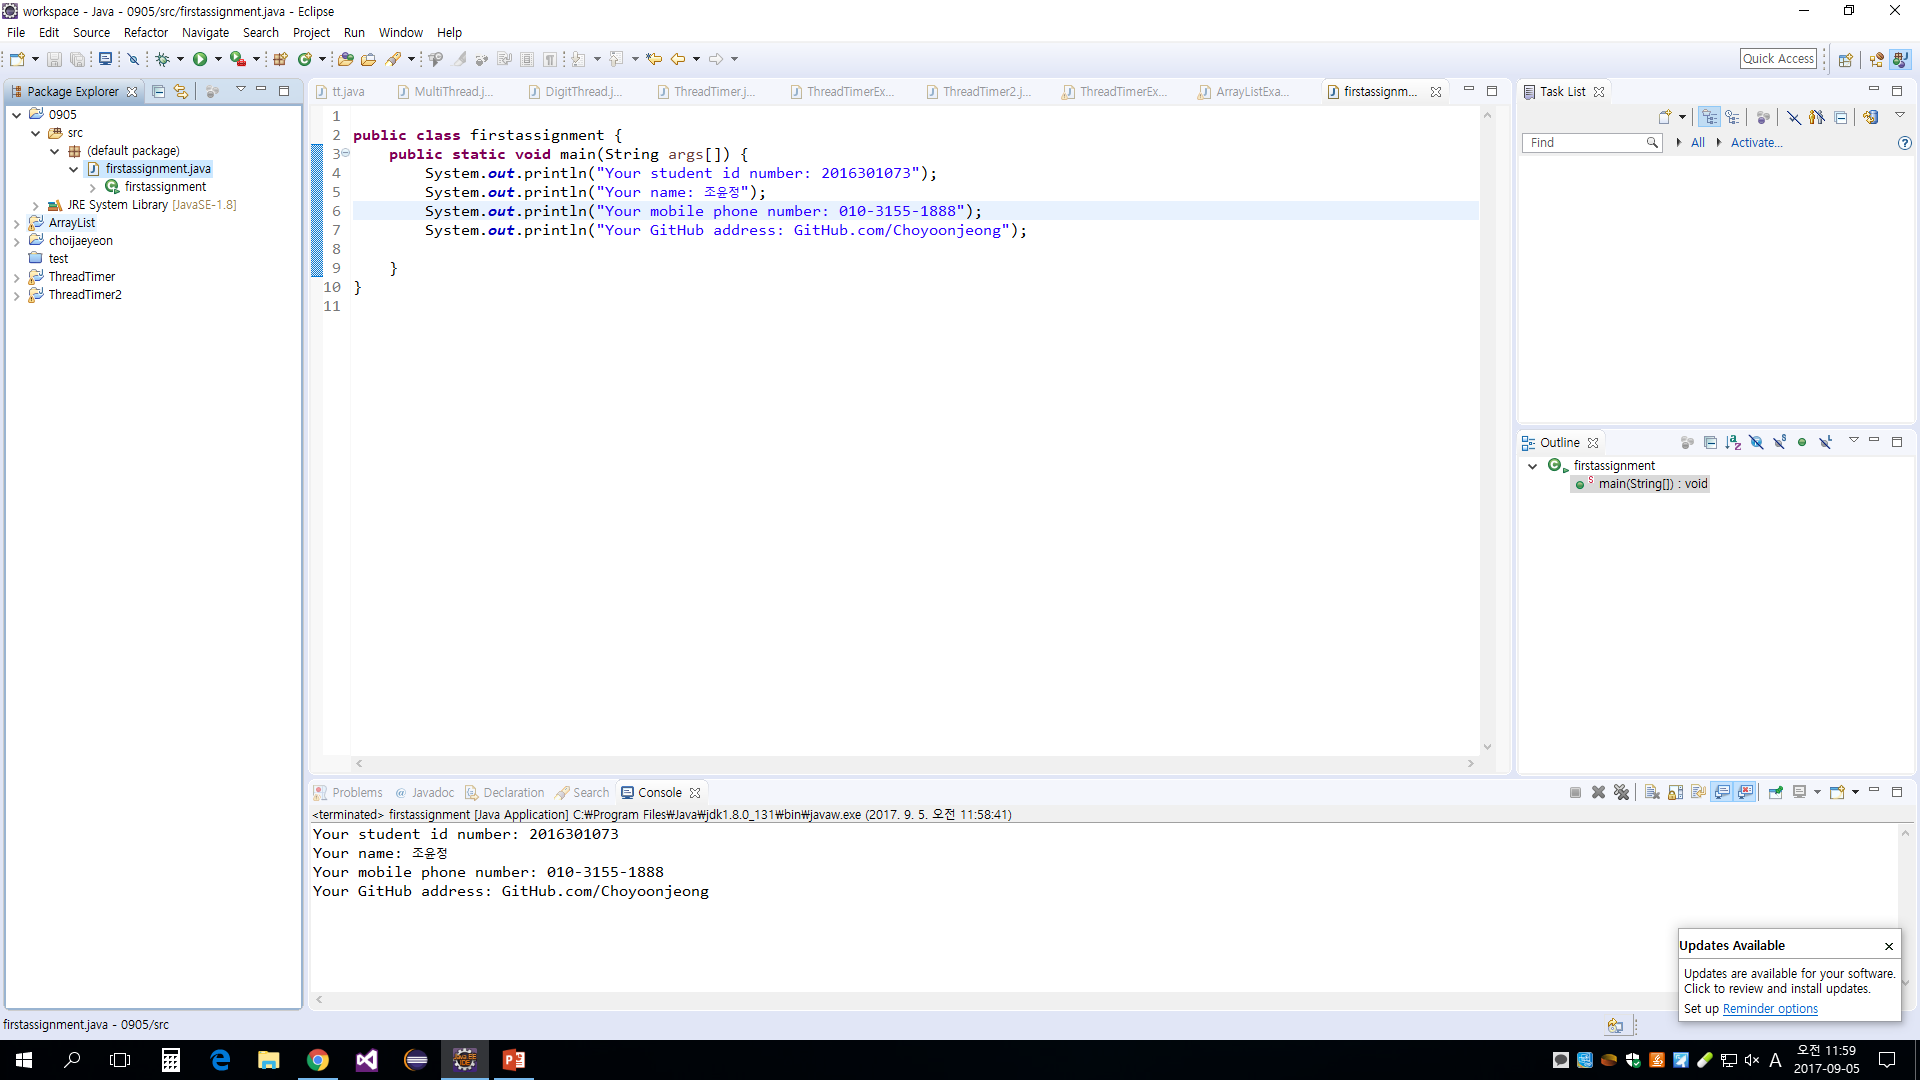 workspace - Java - 0905/src/firstassignment.java - Eclipse
File Edit Source Refactor Navigate Search Project Run Window Help
Quick Access
Package Explorer
0905
src
(default package)
firstassignment.java
firstassignment
JRE System Library [JavaSE-1.8]
ArrayList
choijaeyeon
test
ThreadTimer
ThreadTimer2
tt.java MultiThread.j... DigitThread.j... ThreadTimer.j... ThreadTimerEx... ThreadTimer2.j... ThreadTimerEx... ArrayListExa... firstassignm...
1
2 public class firstassignment {
3 public static void main(String args[]) {
4 System.out.println("Your student id number: 2016301073");
5 System.out.println("Your name: 조윤정");
6 System.out.println("Your mobile phone number: 010-3155-1888");
7 System.out.println("Your GitHub address: GitHub.com/Choyoonjeong");
8
9 }
10 }
11
Task List
Find All Activate...
Outline
firstassignment
main(String[]) : void
Problems Javadoc Declaration Search Console
<terminated> firstassignment [Java Application] C:₩Program Files₩Java₩jdk1.8.0_131₩bin₩javaw.exe (2017. 9. 5. 오전 11:58:41)
Your student id number: 2016301073
Your name: 조윤정
Your mobile phone number: 010-3155-1888
Your GitHub address: GitHub.com/Choyoonjeong
Updates Available
Updates are available for your software.
Click to review and install updates.
Set up Reminder options
firstassignment.java - 0905/src
A
오전 11:59
2017-09-05